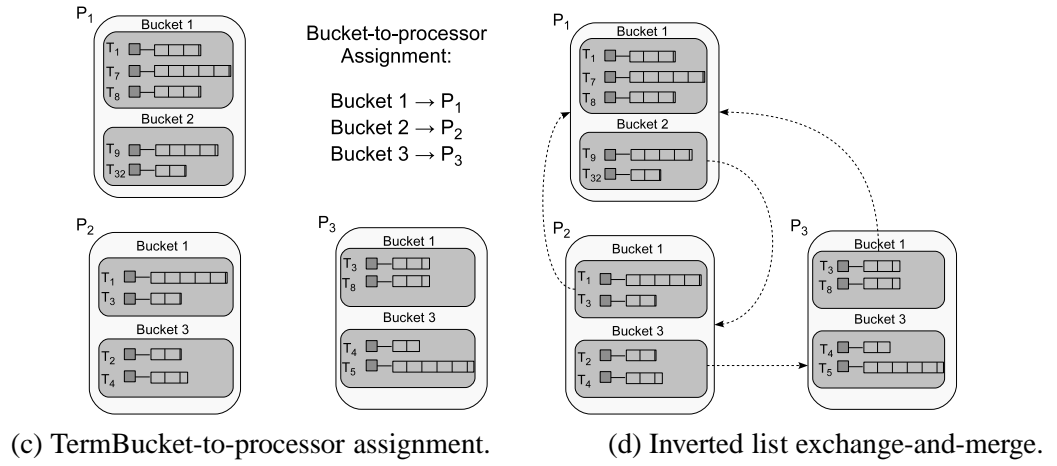 P1
Bucket 1
T1
T7
T8
Bucket 2
T9
T32
Bucket-to-processor
Assignment:
Bucket 1 → P1
Bucket 2 → P2
Bucket 3 → P3
P2
Bucket 1
T1
T3
Bucket 3
T2
T4
P3
Bucket 1
T3
T8
Bucket 3
T4
T5
(c) TermBucket-to-processor assignment.
P1
Bucket 1
T1
T7
T8
Bucket 2
T9
T32
P2
Bucket 1
T1
T3
Bucket 3
T2
T4
P3
Bucket 1
T3
T8
Bucket 3
T4
T5
(d) Inverted list exchange-and-merge.